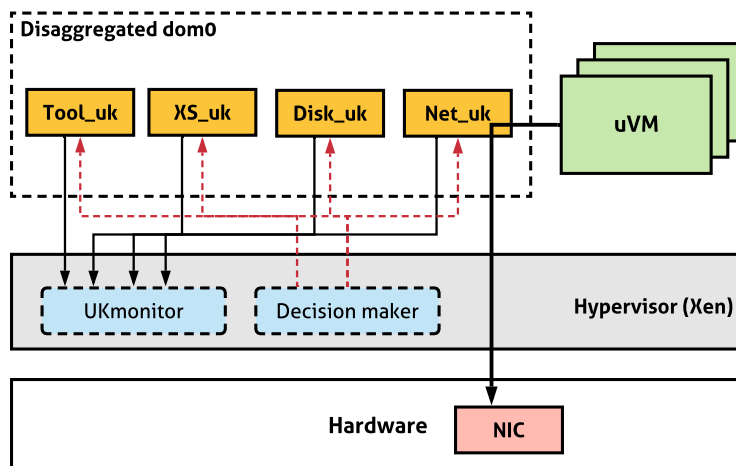 Disaggregated dom0
Tool_uk
XS_uk
Disk_uk
Net_uk
uVM
UKmonitor
Decision maker
Hypervisor (Xen)
Hardware
NIC